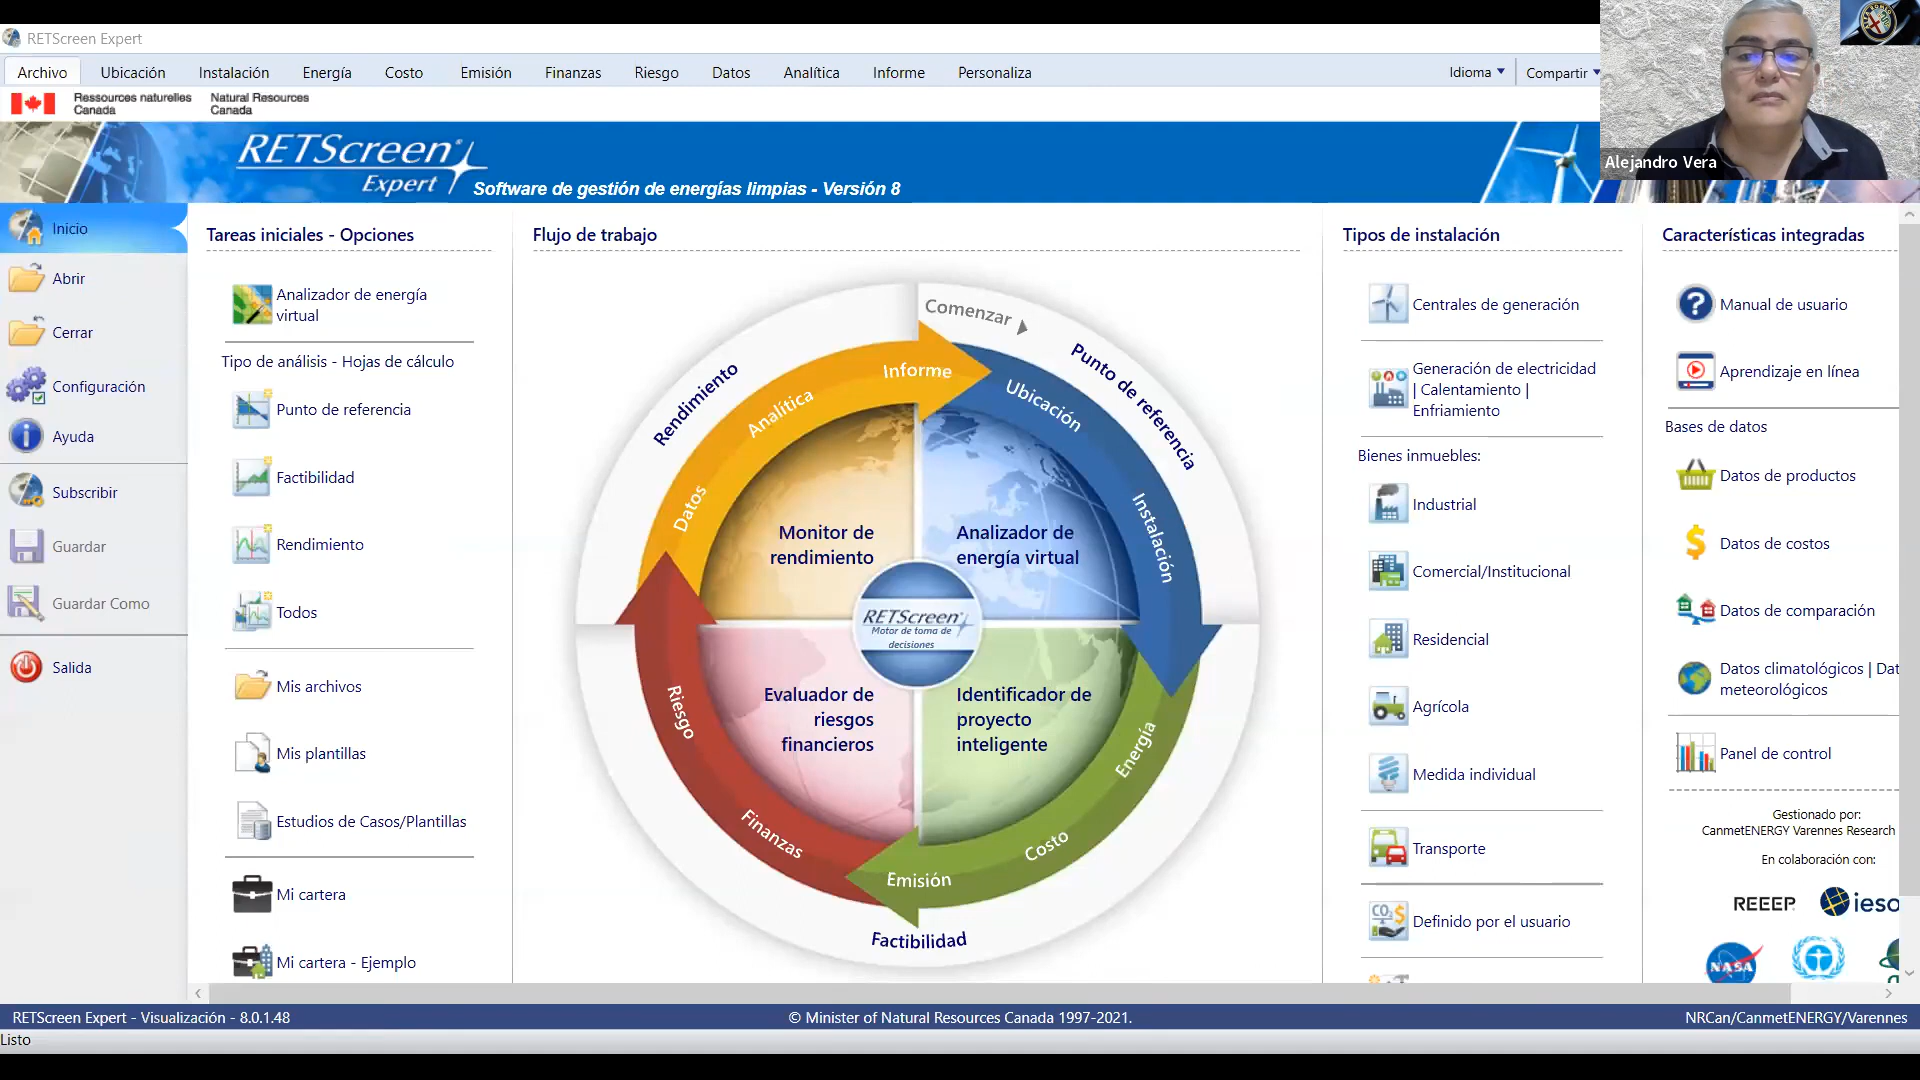 RETScreen Expert
Archivo Ubicación Instalación Energía Costo Emisión Finanzas Riesgo Datos Analítica Informe Personaliza Idioma Compartir
Ressources naturelles Canada
Natural Resources Canada
RETScreen
Expert
Software de gestión de energías limpias - Versión 8
Alejandro Vera
Inicio
Abrir
Cerrar
Configuración
Ayuda
Subscribir
Guardar
Guardar Como
Salida
Tareas iniciales - Opciones
Analizador de energía
virtual
Tipo de análisis - Hojas de cálculo
Punto de referencia
Factibilidad
Rendimiento
Todos
Mis archivos
Mis plantillas
Estudios de Casos/Plantillas
Mi cartera
Mi cartera - Ejemplo
Flujo de trabajo
Comenzar
Punto de referencia
Rendimiento
Factibilidad
Ubicación
Instalación
Energía
Costo
Emisión
Finanzas
Riesgo
Datos
Analítica
Informe
Monitor de
rendimiento
Analizador de
energía virtual
RETScreen
Motor de toma de
decisiones
Evaluador de
riesgos
financieros
Identificador de
proyecto
inteligente
Tipos de instalación
Centrales de generación
Generación de electricidad
| Calentamiento |
Enfriamiento
Bienes inmuebles:
Industrial
Comercial/Institucional
Residencial
Agrícola
Medida individual
Transporte
Definido por el usuario
Características integradas
Manual de usuario
Aprendizaje en línea
Bases de datos
Datos de productos
Datos de costos
Datos de comparación
Datos climatológicos | Dat
meteorológicos
Panel de control
Gestionado por:
CanmetENERGY Varennes Research
En colaboración con:
REEEP ieso
NASA
RETScreen Expert - Visualización - 8.0.1.48
© Minister of Natural Resources Canada 1997-2021.
NRCan/CanmetENERGY/Varennes
Listo